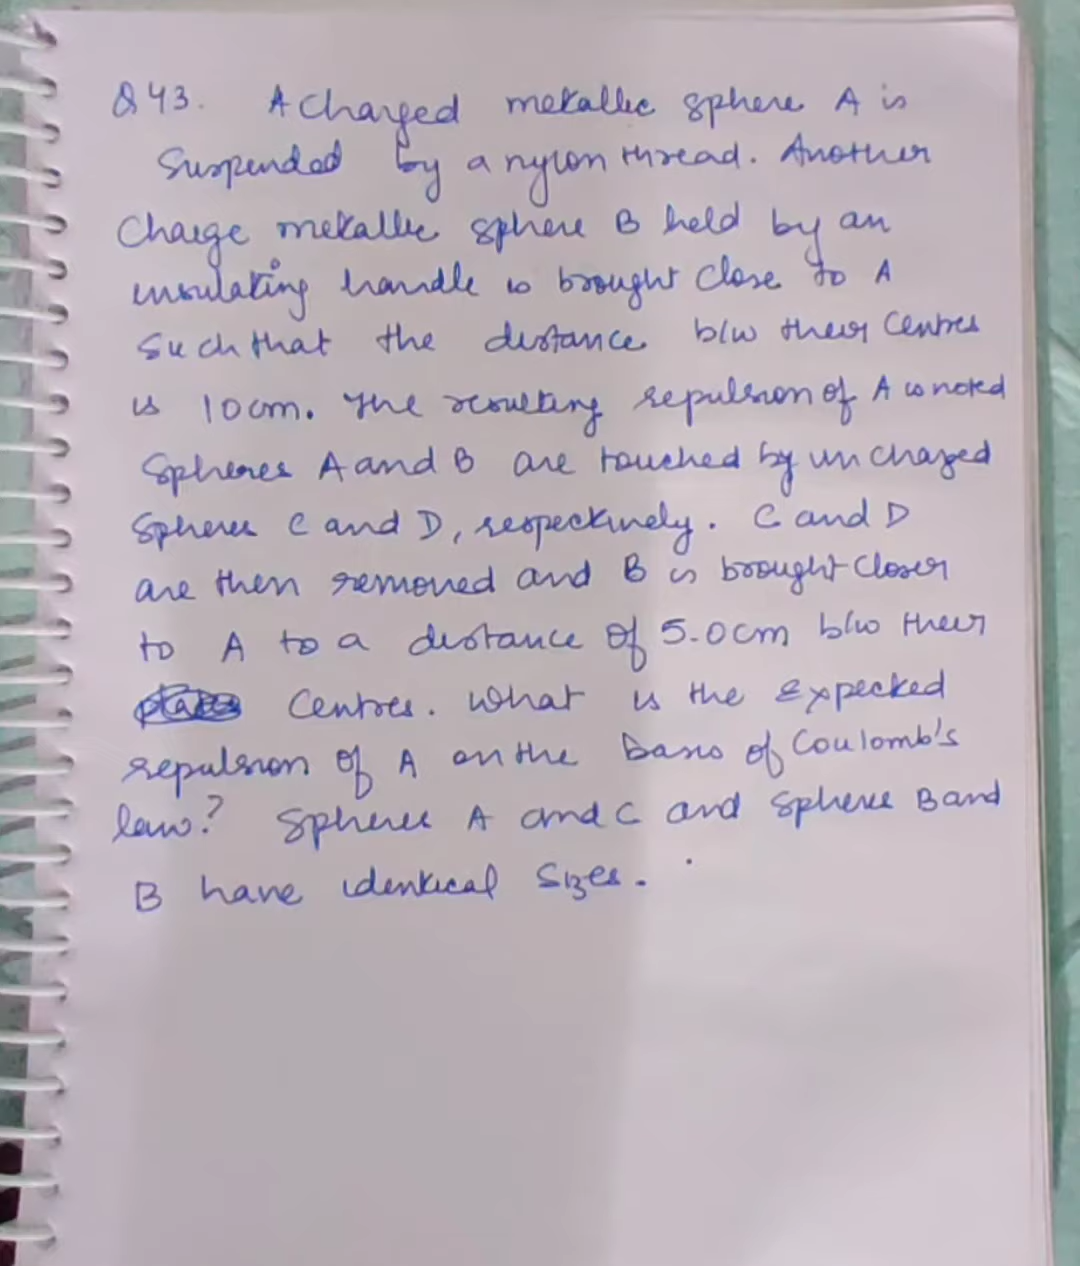 Q43. A Charged metallic sphere A is
Suspended by a nylon thread. Another
Charge metallic sphere B held by an
insulating handle is brought close to A
Such that the distance b/w their Centres
is 10cm. The resulting repulsion of A is noted
Spheres A and B are touched by uncharged
Spheres C and D, respectively. C and D
are then removed and B is brought closer
to A to a distance of 5.0cm b/w their
Centres. What is the Expected
repulsion of A on the basis of Coulomb's
law? Spheres A and C and Spheres B and
B have identical Sizes.